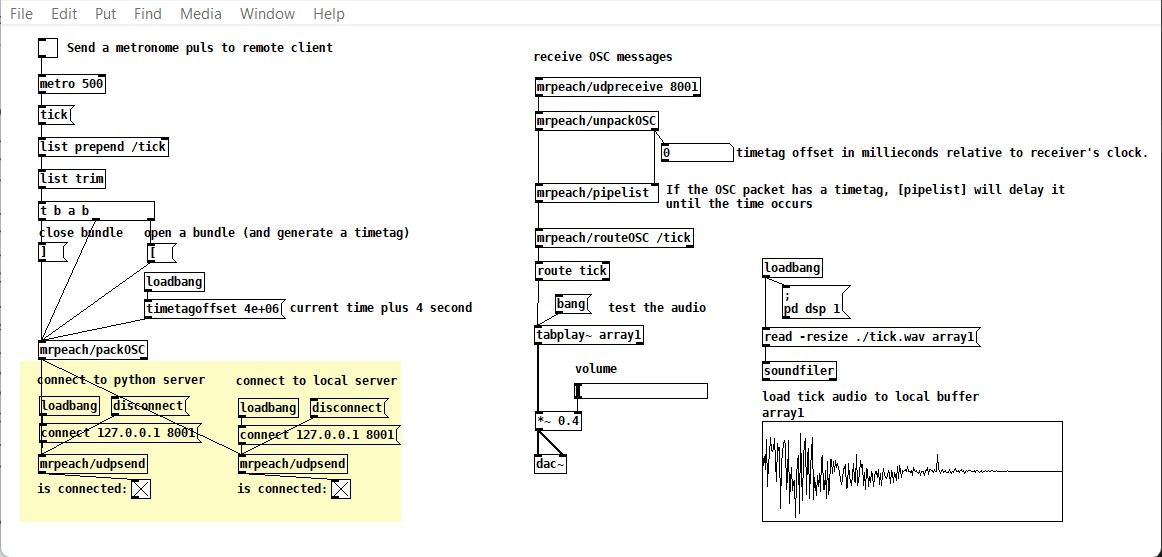 File Edit Put Find Media Window Help
Send a metronome puls to remote client
metro 500
tick
list prepend /tick
list trim
t b a b
close bundle
open a bundle (and generate a timetag)
]
[
loadbang
timetagoffset 4e+06
current time plus 4 second
mrpeach/packOSC
connect to python server
loadbang
disconnect
connect 127.0.0.1 8001
mrpeach/udpsend
is connected:
connect to local server
loadbang
disconnect
connect 127.0.0.1 8001
mrpeach/udpsend
is connected:
receive OSC messages
mrpeach/udpreceive 8001
mrpeach/unpackOSC
0
timetag offset in millieconds relative to receiver's clock.
mrpeach/pipelist
If the OSC packet has a timetag, [pipelist] will delay it
until the time occurs
mrpeach/routeOSC /tick
route tick
bang
test the audio
tabplay~ array1
volume
*~ 0.4
dac~
loadbang
;
pd dsp 1
read -resize ./tick.wav array1
soundfiler
load tick audio to local buffer
array1